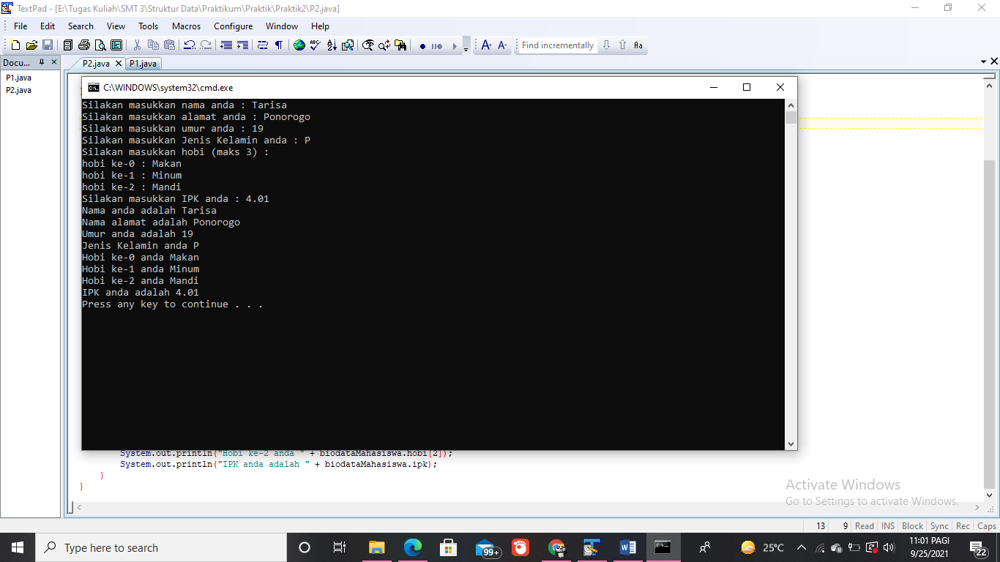 TextPad - [E:\Tugas Kuliah\SMT 3\Struktur Data\Praktikum\Praktik\Praktik2\P2.java]
File Edit Search View Tools Macros Configure Window Help
Find incrementally
Docu... P2.java P1.java
P1.java
P2.java
C:\WINDOWS\system32\cmd.exe
Silakan masukkan nama anda : Tarisa
Silakan masukkan alamat anda : Ponorogo
Silakan masukkan umur anda : 19
Silakan masukkan Jenis Kelamin anda : P
Silakan masukkan hobi (maks 3) :
hobi ke-0 : Makan
hobi ke-1 : Minum
hobi ke-2 : Mandi
Silakan masukkan IPK anda : 4.01
Nama anda adalah Tarisa
Nama alamat adalah Ponorogo
Umur anda adalah 19
Jenis Kelamin anda P
Hobi ke-0 anda Makan
Hobi ke-1 anda Minum
Hobi ke-2 anda Mandi
IPK anda adalah 4.01
Press any key to continue . . .
System.out.println("Hobi ke-2 anda " + biodataMahasiswa.hobi[2]);
System.out.println("IPK anda adalah " + biodataMahasiswa.ipk);
}
}
Activate Windows
Go to Settings to activate Windows.
13 9 Read INS Block Sync Rec Caps
Type here to search
99+
25°C
11:01 PAGI
9/25/2021
22